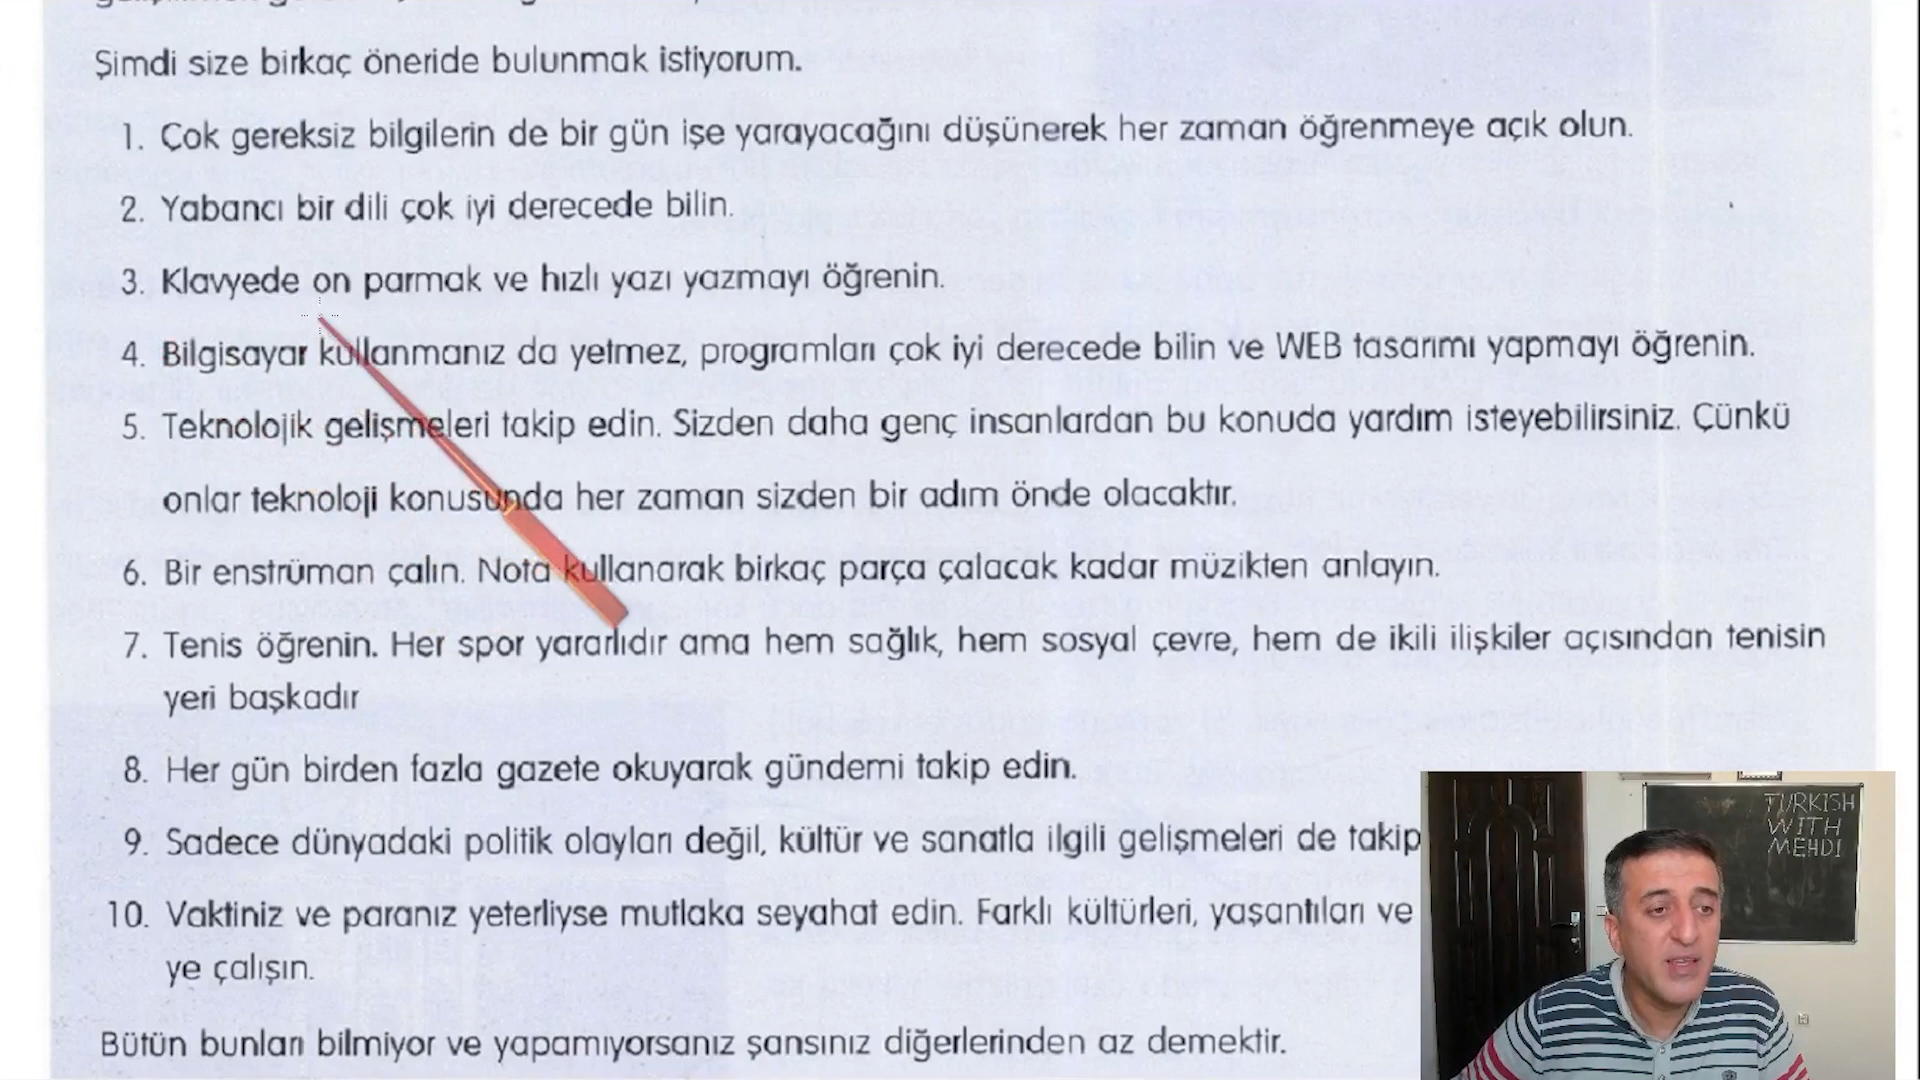 Şimdi size birkaç öneride bulunmak istiyorum.
1. Çok gereksiz bilgilerin de bir gün işe yarayacağını düşünerek her zaman öğrenmeye açık olun.
2. Yabancı bir dili çok iyi derecede bilin.
3. Klavyede on parmak ve hızlı yazı yazmayı öğrenin.
4. Bilgisayar kullanmanız da yetmez, programları çok iyi derecede bilin ve WEB tasarımı yapmayı öğrenin.
5. Teknolojik gelişmeleri takip edin. Sizden daha genç insanlardan bu konuda yardım isteyebilirsiniz. Çünkü
onlar teknoloji konusunda her zaman sizden bir adım önde olacaktır.
6. Bir enstrüman çalın. Nota kullanarak birkaç parça çalacak kadar müzikten anlayın.
7. Tenis öğrenin. Her spor yararlıdır ama hem sağlık, hem sosyal çevre, hem de ikili ilişkiler açısından tenisin
yeri başkadır
8. Her gün birden fazla gazete okuyarak gündemi takip edin.
9. Sadece dünyadaki politik olayları değil, kültür ve sanatla ilgili gelişmeleri de takip
10. Vaktiniz ve paranız yeterliyse mutlaka seyahat edin. Farklı kültürleri, yaşantıları ve
ye çalışın.
Bütün bunları bilmiyor ve yapamıyorsanız şansınız diğerlerinden az demektir.
TURKISH
WITH
MEHDI